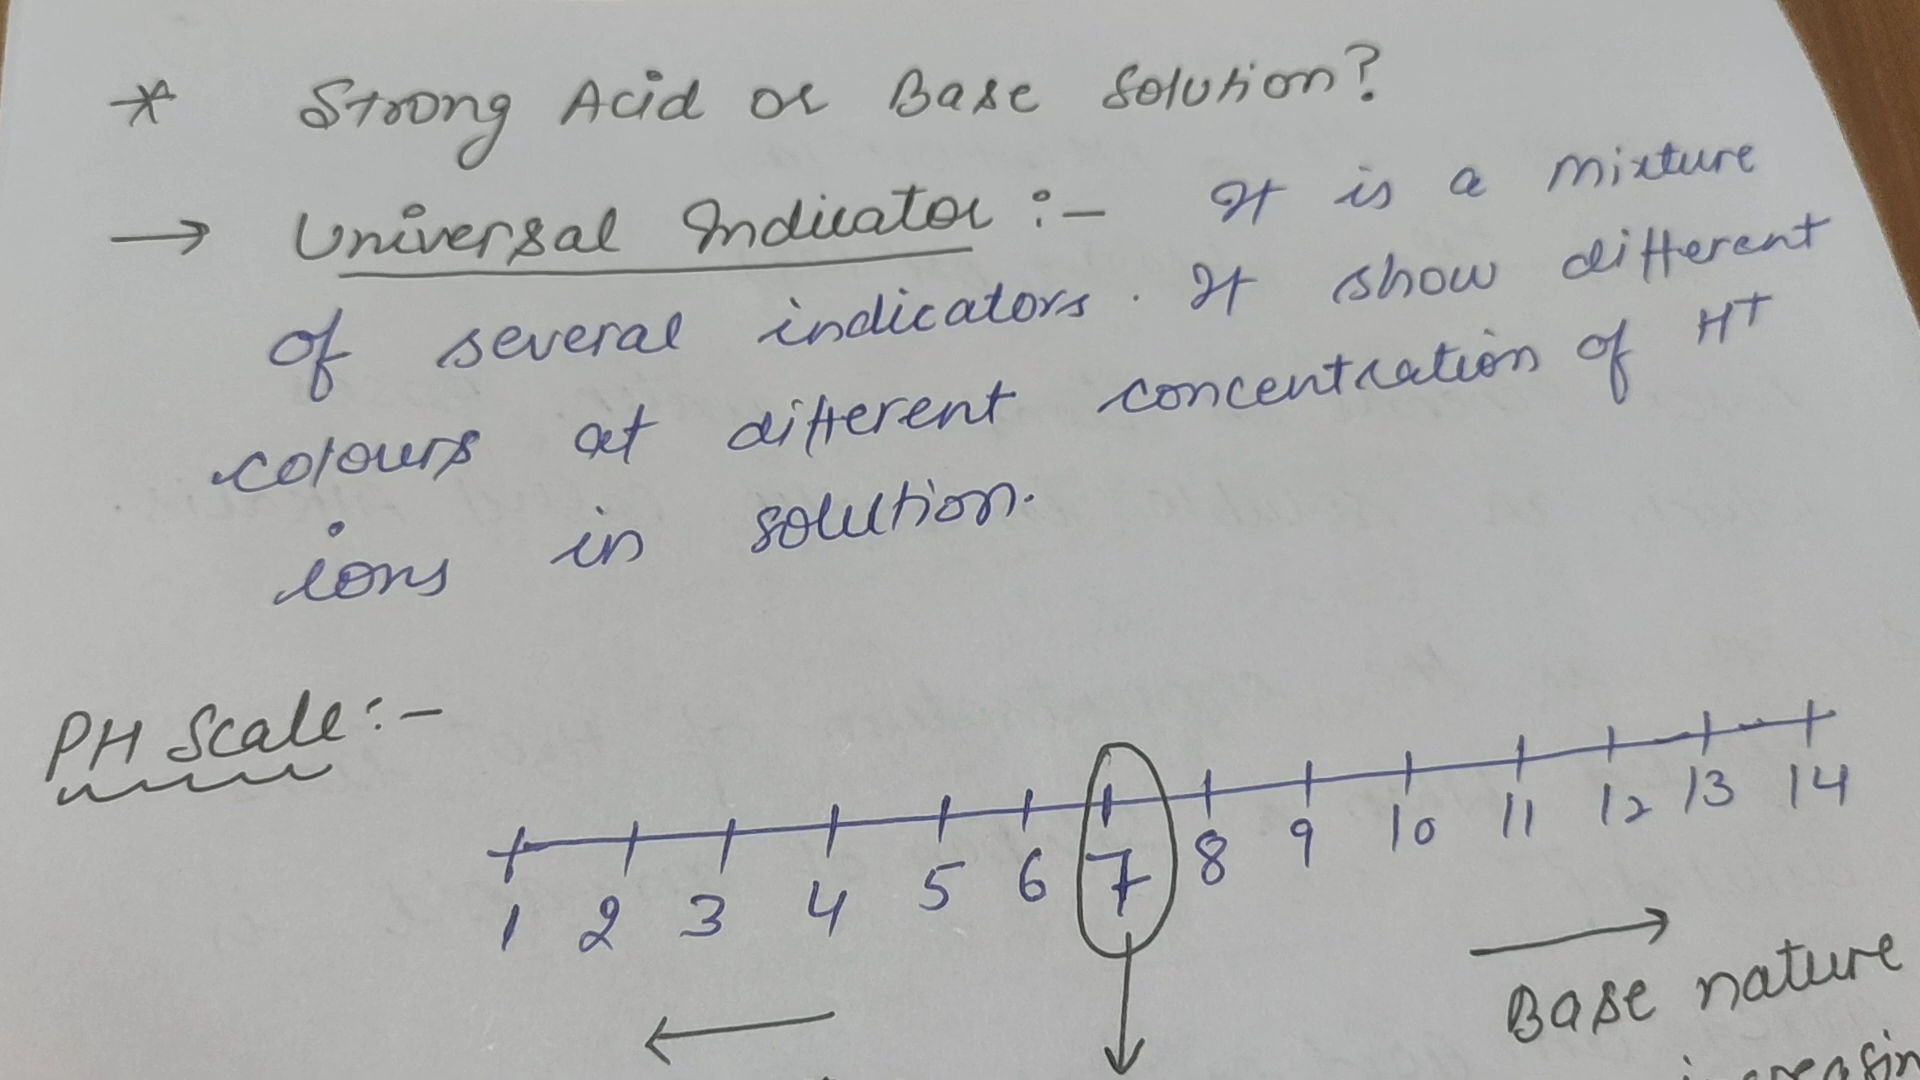 * Strong Acid or Base Solution?
→ Universal Indicator :- It is a mixture
of several indicators. It show different
colours at different concentration of H+
ions in solution.
PH Scale :-
1 2 3 4 5 6 7 8 9 10 11 12 13 14
Base nature